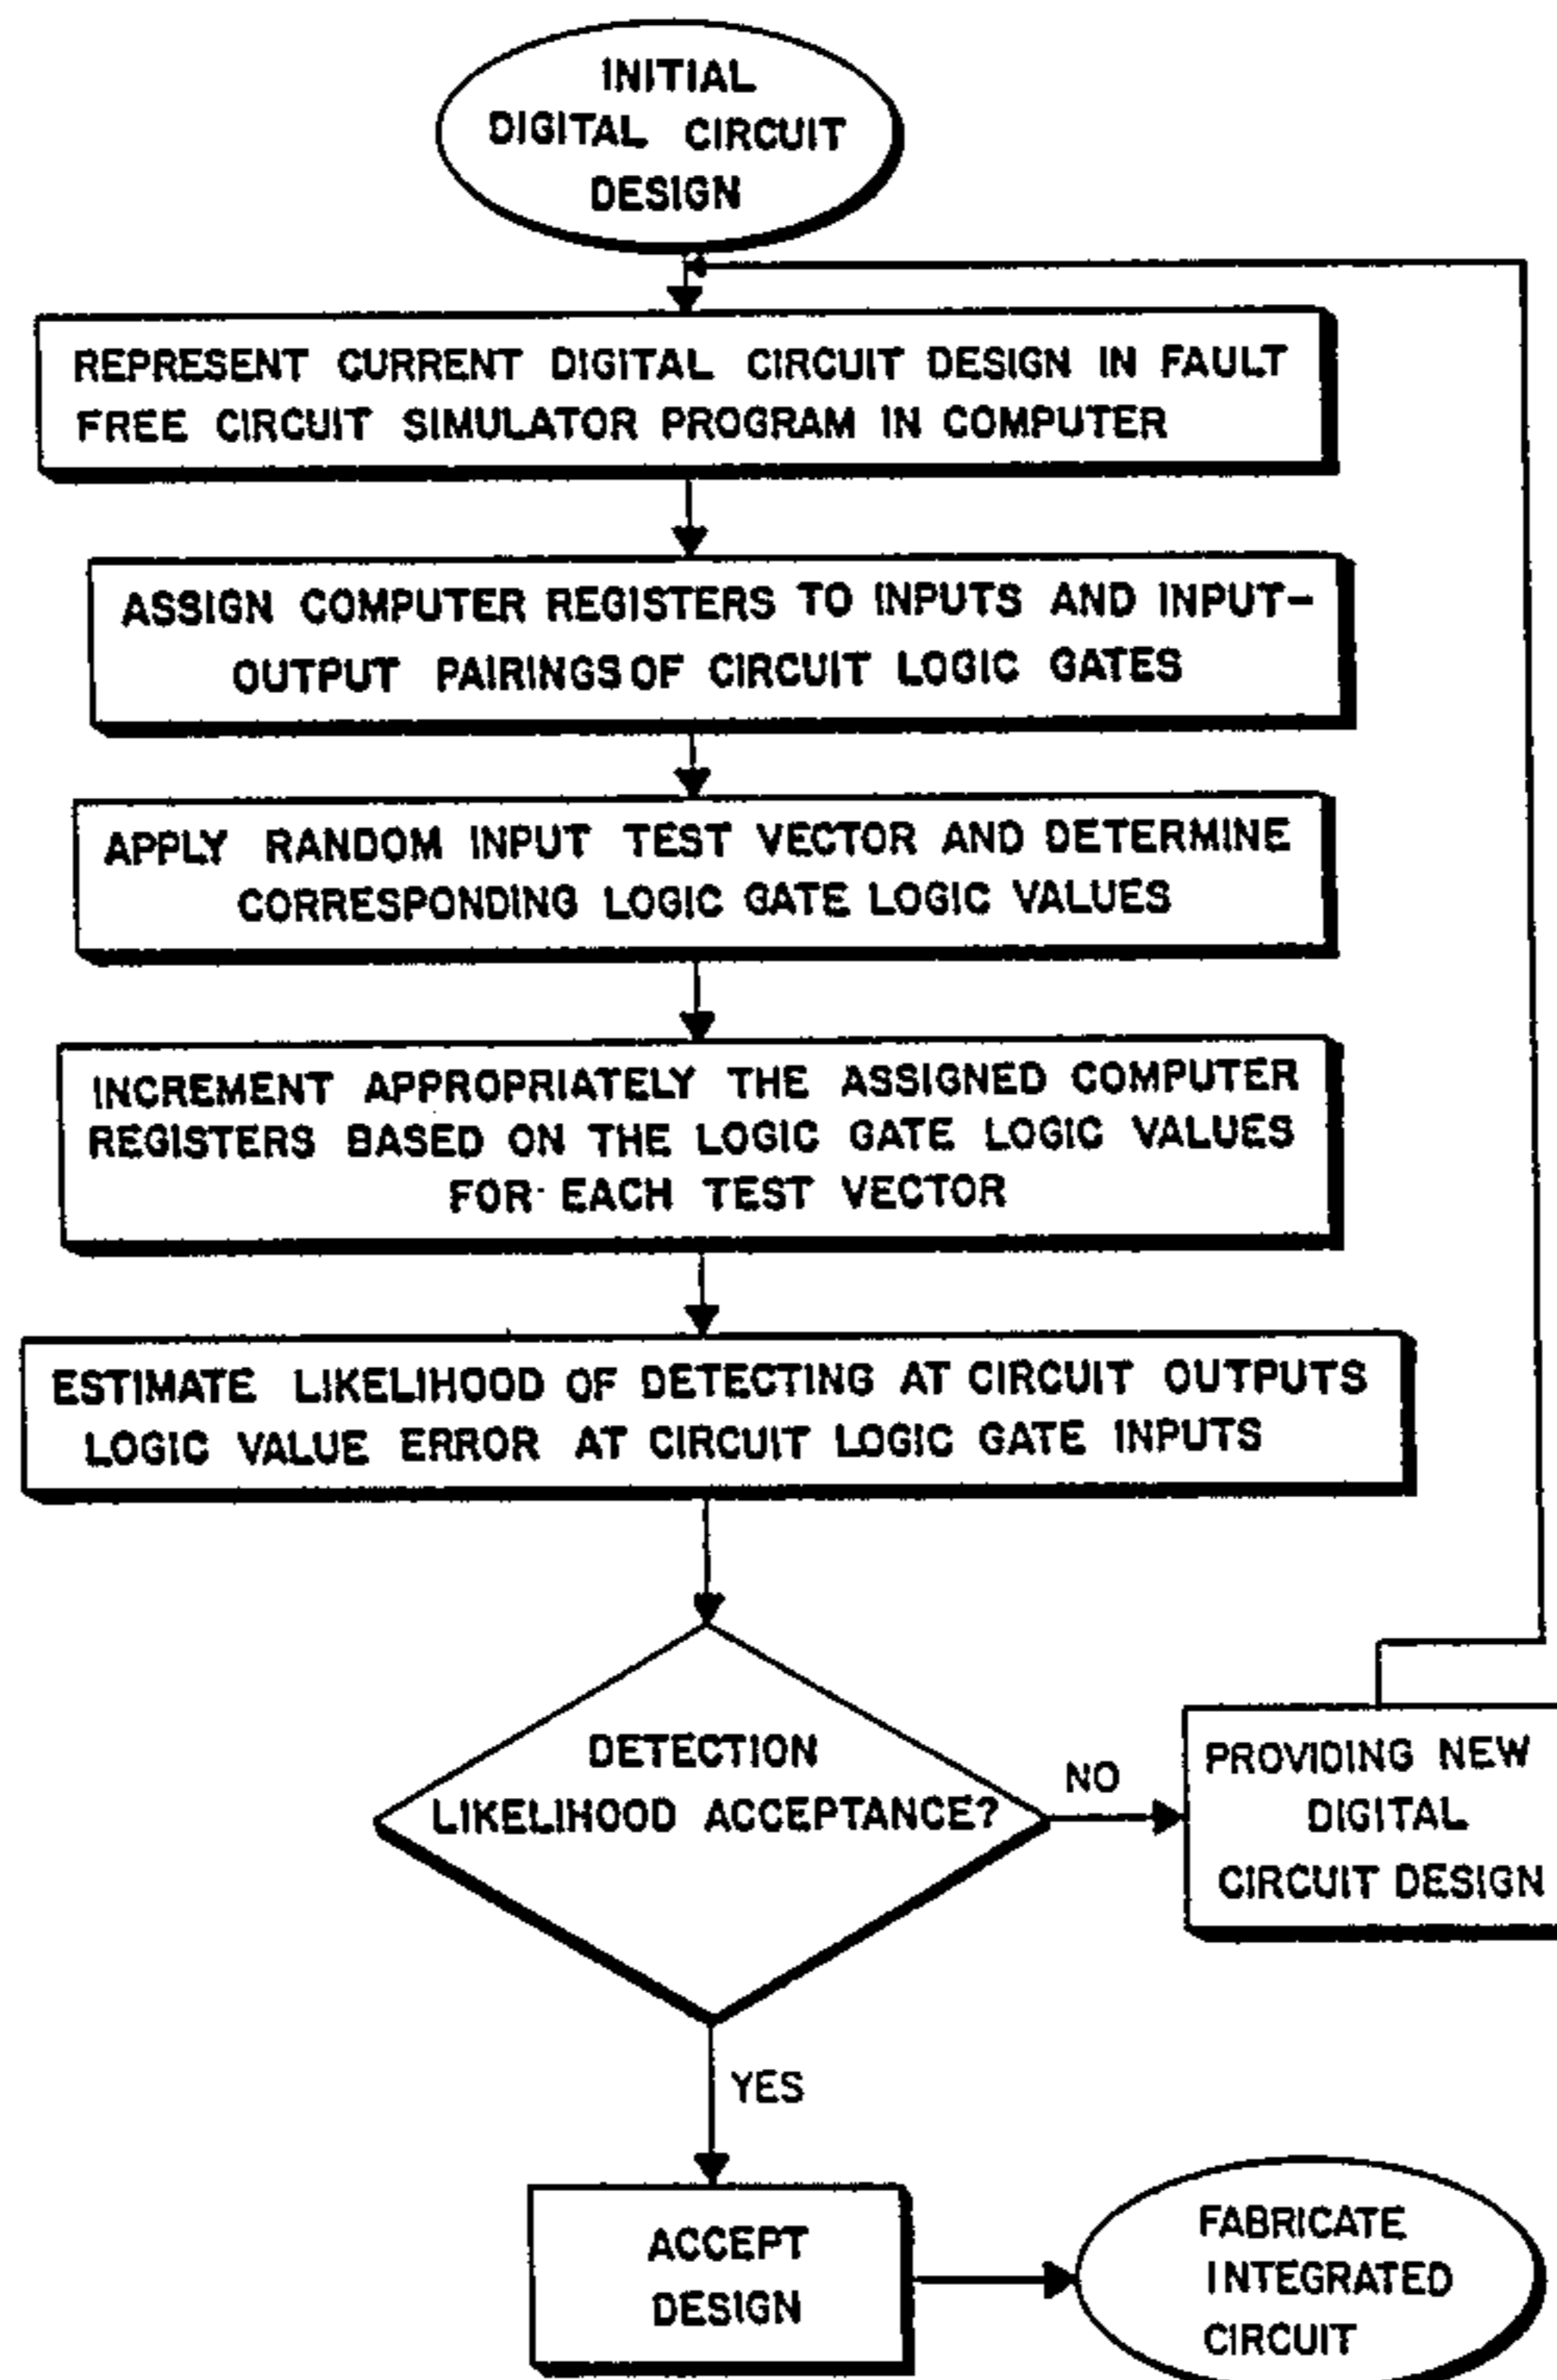 INITIAL
DIGITAL CIRCUIT
DESIGN
REPRESENT CURRENT DIGITAL CIRCUIT DESIGN IN FAULT
FREE CIRCUIT SIMULATOR PROGRAM IN COMPUTER
ASSIGN COMPUTER REGISTERS TO INPUTS AND INPUT-
OUTPUT PAIRINGS OF CIRCUIT LOGIC GATES
APPLY RANDOM INPUT TEST VECTOR AND DETERMINE
CORRESPONDING LOGIC GATE LOGIC VALUES
INCREMENT APPROPRIATELY THE ASSIGNED COMPUTER
REGISTERS BASED ON THE LOGIC GATE LOGIC VALUES
FOR EACH TEST VECTOR
ESTIMATE LIKELIHOOD OF DETECTING AT CIRCUIT OUTPUTS
LOGIC VALUE ERROR AT CIRCUIT LOGIC GATE INPUTS
DETECTION
LIKELIHOOD ACCEPTANCE?
NO
PROVIDING NEW
DIGITAL
CIRCUIT DESIGN
YES
ACCEPT
DESIGN
FABRICATE
INTEGRATED
CIRCUIT